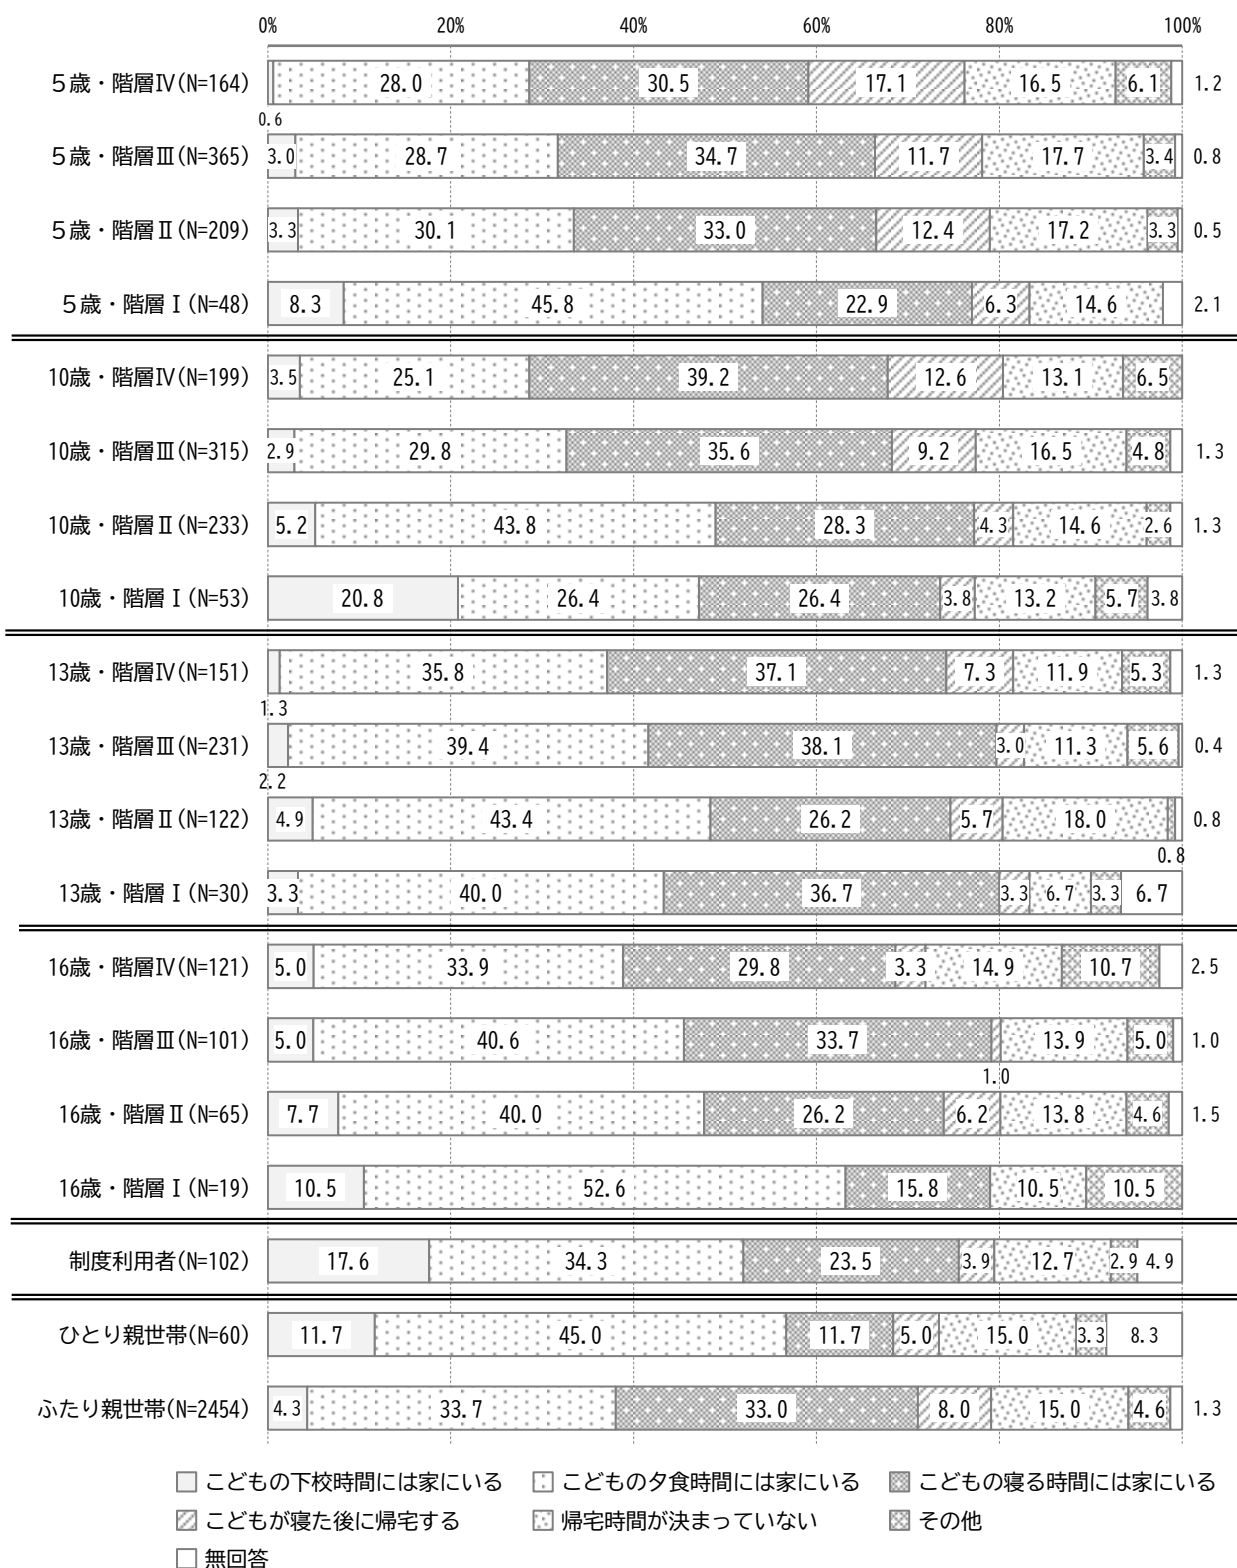 0% 20% 40% 60% 80% 100%
5歳・階層Ⅳ(N=164) 28.0 30.5 17.1 16.5 6.1 1.2
0.6
5歳・階層Ⅲ(N=365) 3.0 28.7 34.7 11.7 17.7 3.4 0.8
5歳・階層Ⅱ(N=209) 3.3 30.1 33.0 12.4 17.2 3.3 0.5
5歳・階層Ⅰ(N=48) 8.3 45.8 22.9 6.3 14.6 2.1
10歳・階層Ⅳ(N=199) 3.5 25.1 39.2 12.6 13.1 6.5
10歳・階層Ⅲ(N=315) 2.9 29.8 35.6 9.2 16.5 4.8 1.3
10歳・階層Ⅱ(N=233) 5.2 43.8 28.3 4.3 14.6 2.6 1.3
10歳・階層Ⅰ(N=53) 20.8 26.4 26.4 3.8 13.2 5.7 3.8
13歳・階層Ⅳ(N=151) 35.8 37.1 7.3 11.9 5.3 1.3
1.3
13歳・階層Ⅲ(N=231) 39.4 38.1 3.0 11.3 5.6 0.4
2.2
13歳・階層Ⅱ(N=122) 4.9 43.4 26.2 5.7 18.0 0.8
0.8
13歳・階層Ⅰ(N=30) 3.3 40.0 36.7 3.3 6.7 3.3 6.7
16歳・階層Ⅳ(N=121) 5.0 33.9 29.8 3.3 14.9 10.7 2.5
16歳・階層Ⅲ(N=101) 5.0 40.6 33.7 13.9 5.0 1.0
1.0
16歳・階層Ⅱ(N=65) 7.7 40.0 26.2 6.2 13.8 4.6 1.5
16歳・階層Ⅰ(N=19) 10.5 52.6 15.8 10.5 10.5
制度利用者(N=102) 17.6 34.3 23.5 3.9 12.7 2.9 4.9
ひとり親世帯(N=60) 11.7 45.0 11.7 5.0 15.0 3.3 8.3
ふたり親世帯(N=2454) 4.3 33.7 33.0 8.0 15.0 4.6 1.3
こどもの下校時間には家にいる こどもの夕食時間には家にいる こどもの寝る時間には家にいる
こどもが寝た後に帰宅する 帰宅時間が決まっていない その他
無回答